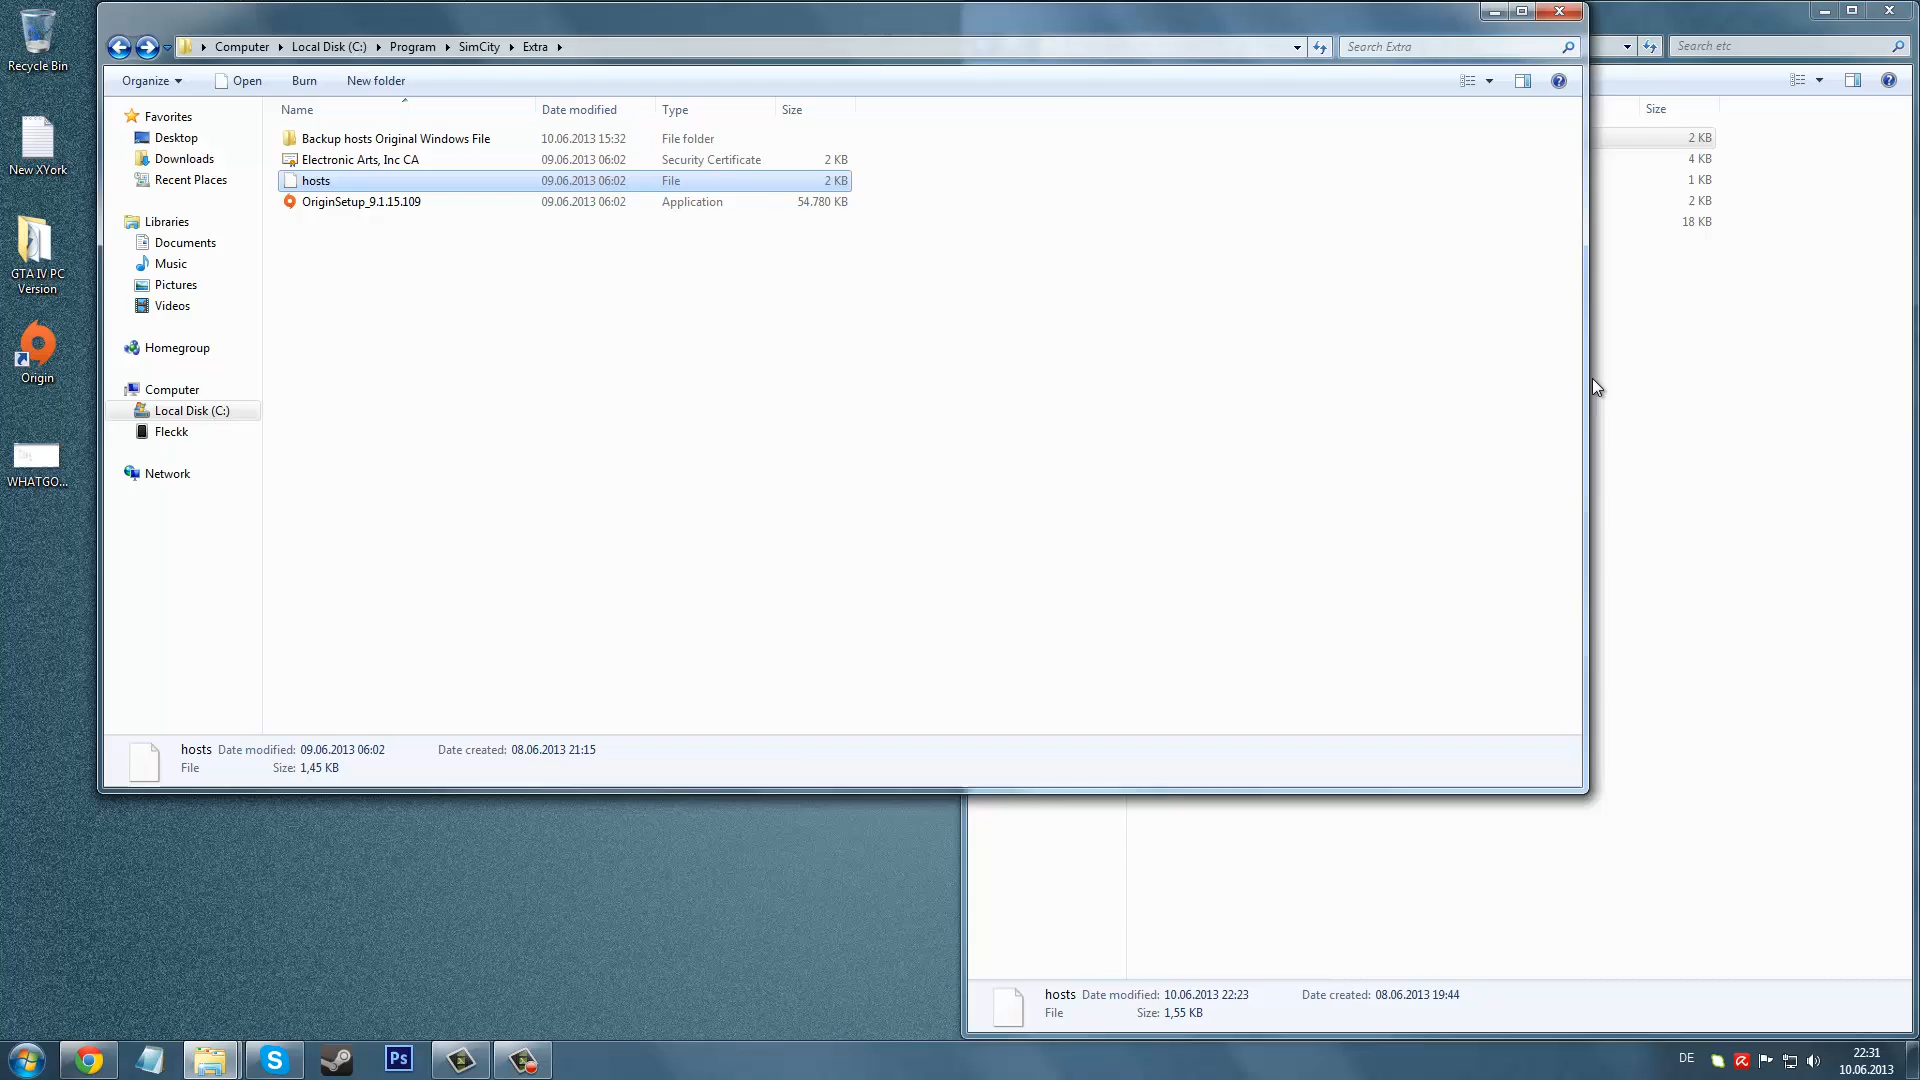 Recycle Bin
New XYork
GTA IV PC
Version
Origin
WHATGO...
Computer Local Disk (C:) Program SimCity Extra
Search Extra
Search etc
Organize Open Burn New folder
Favorites
Desktop
Downloads
Recent Places
Libraries
Documents
Music
Pictures
Videos
Homegroup
Computer
Local Disk (C:)
Fleckk
Network
Name Date modified Type Size
Backup hosts Original Windows File 10.06.2013 15:32 File folder
Electronic Arts, Inc CA 09.06.2013 06:02 Security Certificate 2 KB
hosts 09.06.2013 06:02 File 2 KB
OriginSetup_9.1.15.109 09.06.2013 06:02 Application 54.780 KB
Size
2 KB
4 KB
1 KB
2 KB
18 KB
hosts Date modified: 09.06.2013 06:02 Date created: 08.06.2013 21:15
File Size: 1,45 KB
hosts Date modified: 10.06.2013 22:23 Date created: 08.06.2013 19:44
File Size: 1,55 KB
Ps
DE
22:31
10.06.2013